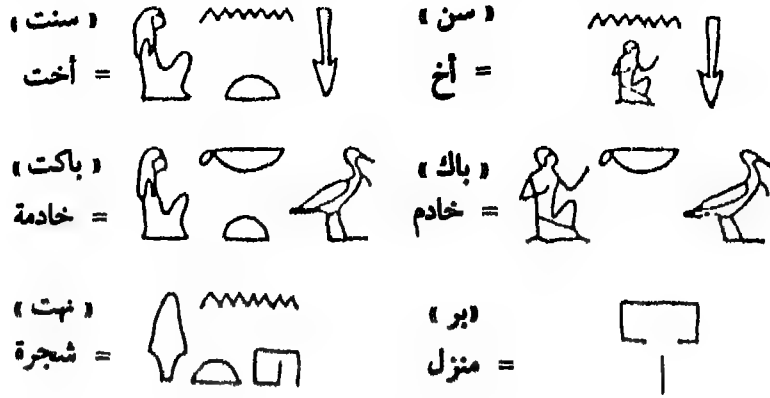 « سن »
= أخ
« سنت »
= أخت
« باك »
= خادم
« باكت »
= خادمة
« بر »
= منزل
« نهت »
= شجرة